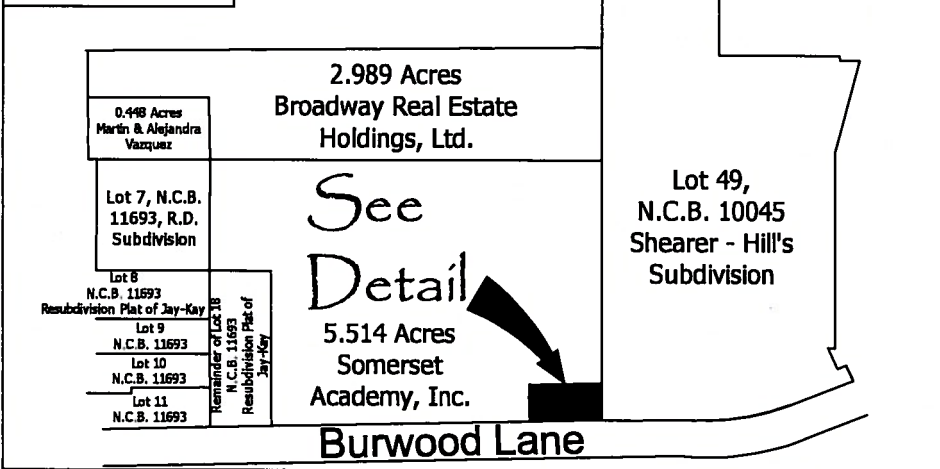 2.989 Acres
Broadway Real Estate
Holdings, Ltd.
0.448 Acres
Martin & Alejandra
Vazquez
Lot 7, N.C.B.
11693, R.D.
Subdivision
See
Detail
Lot 49,
N.C.B. 10045
Shearer - Hill's
Subdivision
Lot 8
N.C.B. 11693
Resubdivision Plat of Jay-Kay
Lot 9
N.C.B. 11693
Lot 10
N.C.B. 11693
Lot 11
N.C.B. 11693
Remainder of Lot 18
N.C.B. 11693
Resubdivision Plat of
Jay-Kay
5.514 Acres
Somerset
Academy, Inc.
Burwood Lane